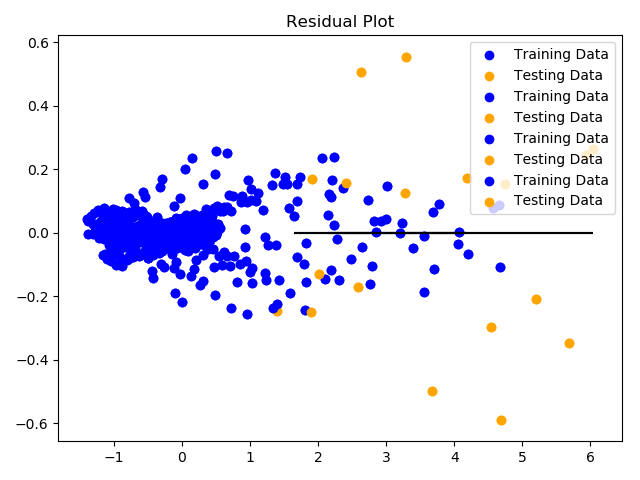 Residual Plot
0.6
0.4
0.2
0.0
−0.2
−0.4
−0.6
−1
0
1
2
3
4
5
6
Training Data
Testing Data
Training Data
Testing Data
Training Data
Testing Data
Training Data
Testing Data